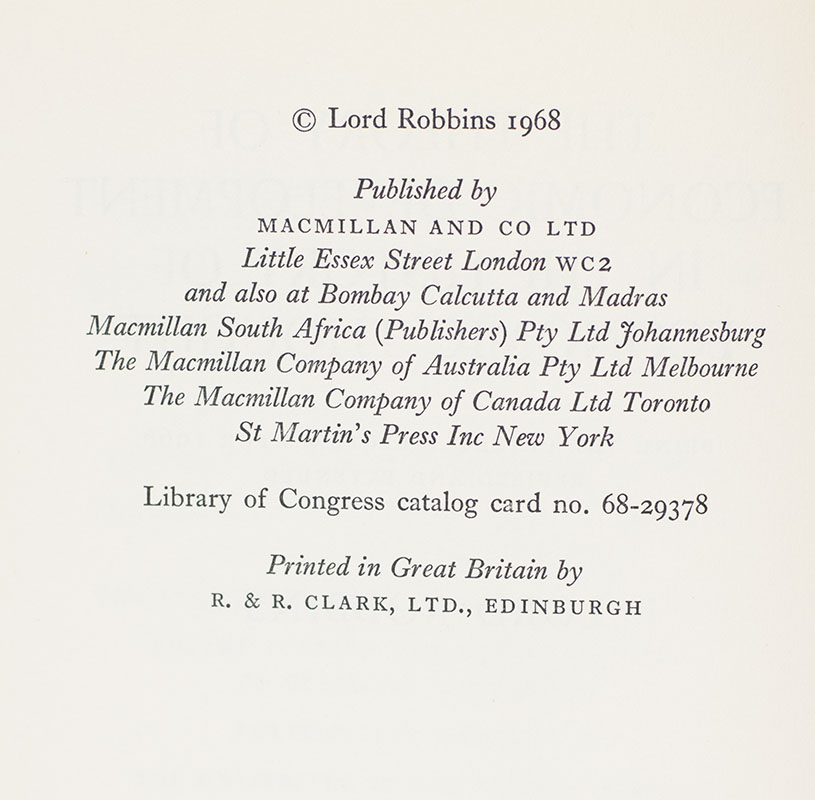 © Lord Robbins 1968
Published by
MACMILLAN AND CO LTD
Little Essex Street London WC2
and also at Bombay Calcutta and Madras
Macmillan South Africa (Publishers) Pty Ltd Johannesburg
The Macmillan Company of Australia Pty Ltd Melbourne
The Macmillan Company of Canada Ltd Toronto
St Martin's Press Inc New York
Library of Congress catalog card no. 68-29378
Printed in Great Britain by
R. & R. CLARK, LTD., EDINBURGH